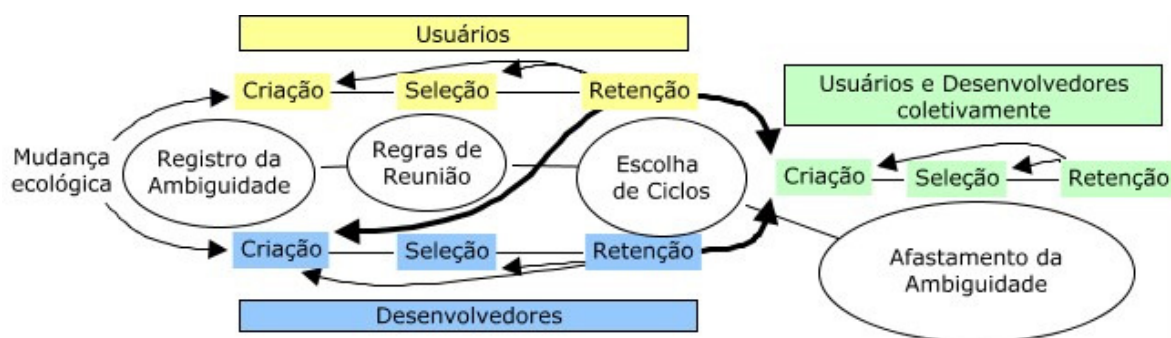 Usuários
Criação
Seleção
Retenção
Usuários e Desenvolvedores
coletivamente
Mudança
ecológica
Registro da
Ambiguidade
Regras de
Reunião
Escolha
de Ciclos
Criação
Seleção
Retenção
Criação
Seleção
Retenção
Afastamento da
Ambiguidade
Desenvolvedores